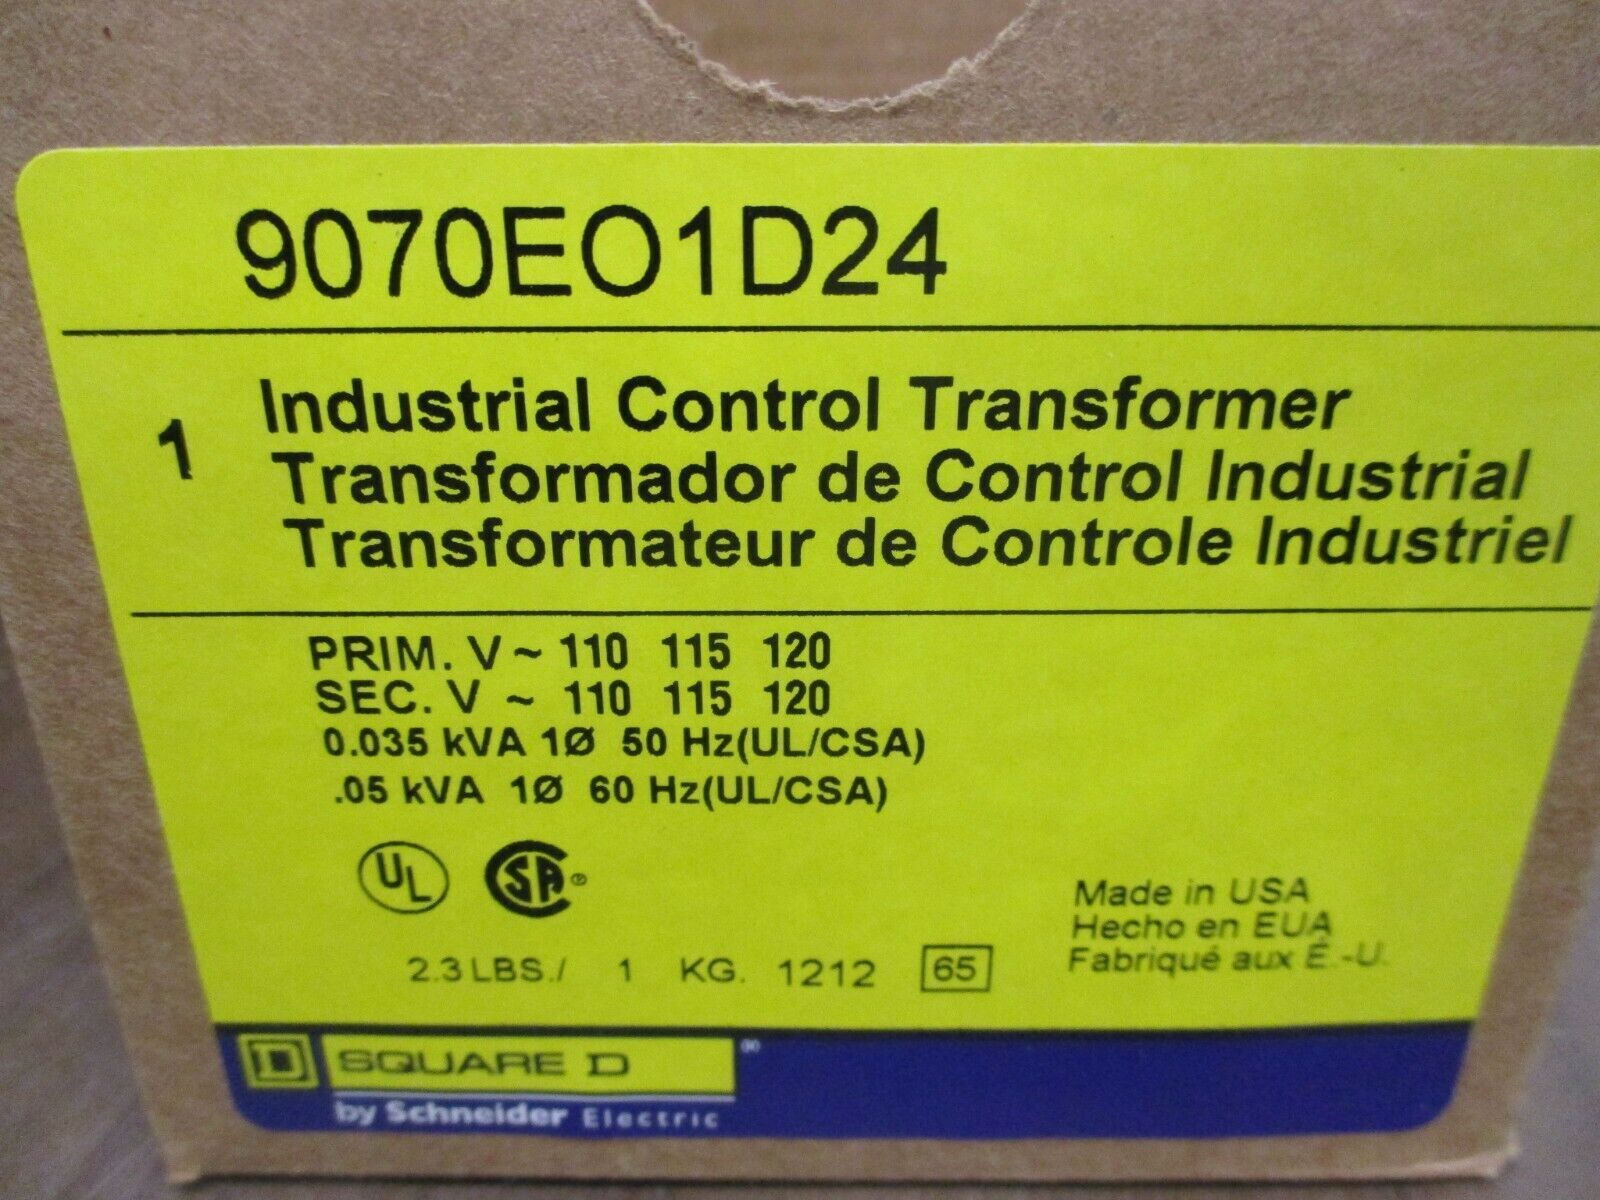 9070EO1D24
1 Industrial Control Transformer
Transformador de Control Industrial
Transformateur de Controle Industriel
PRIM. V ~ 110 115 120
SEC. V ~ 110 115 120
0.035 kVA 1Ø 50 Hz(UL/CSA)
.05 kVA 1Ø 60 Hz(UL/CSA)
UL CSA ®
Made in USA
Hecho en EUA
Fabriqué aux É.-U.
2.3 LBS./ 1 KG. 1212 65
D SQUARE D ®
by Schneider Electric